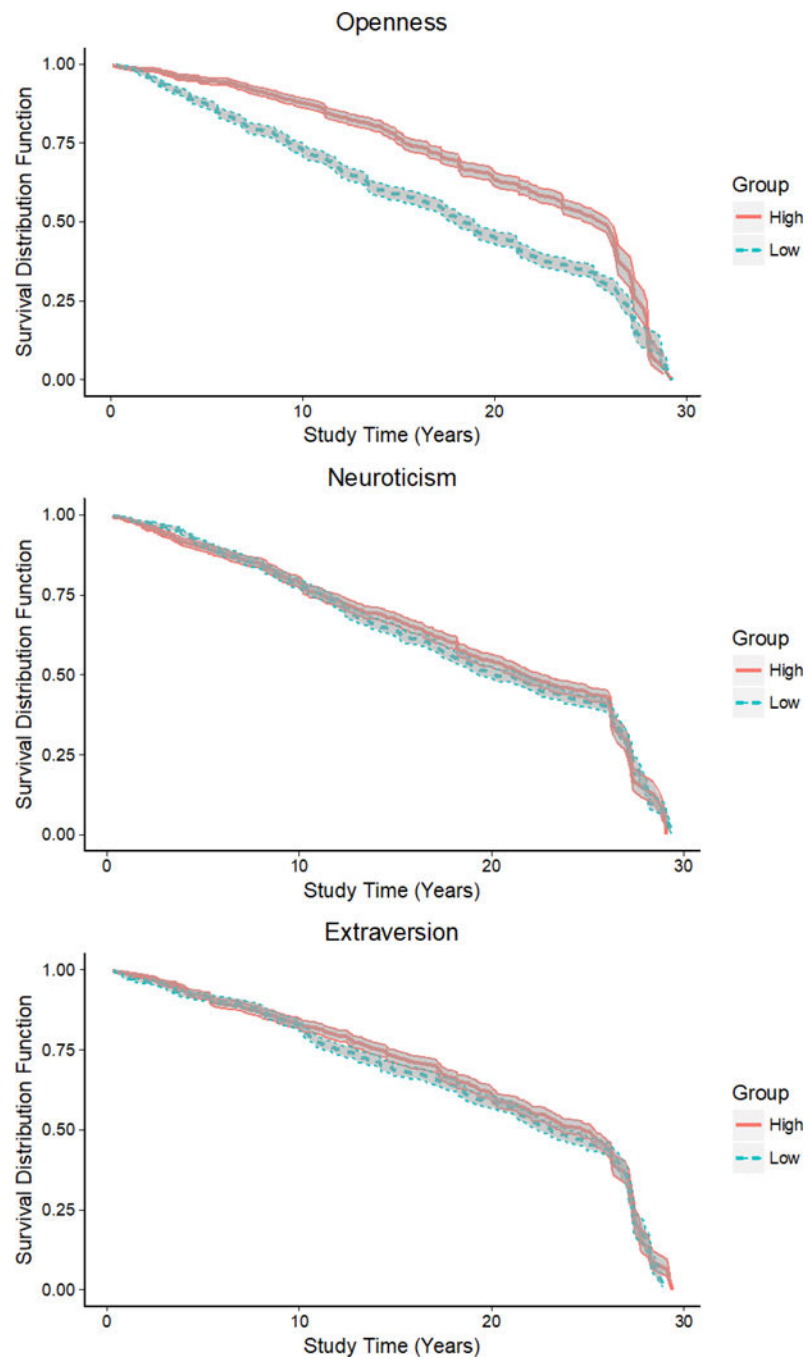 Openness
Survival Distribution Function
1.00
0.75
0.50
0.25
0.00
0
10
20
30
Study Time (Years)
Group
High
Low
Neuroticism
Survival Distribution Function
1.00
0.75
0.50
0.25
0.00
0
10
20
30
Study Time (Years)
Group
High
Low
Extraversion
Survival Distribution Function
1.00
0.75
0.50
0.25
0.00
0
10
20
30
Study Time (Years)
Group
High
Low